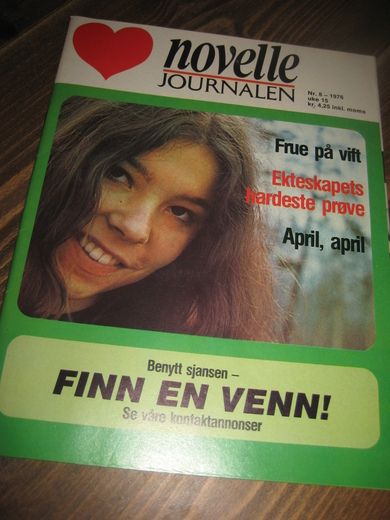 novelle
JOURNALEN
Nr. 8 – 1976
uke 15
kr. 4,25 inkl. moms
Frue på vift
Ekteskapets
hardeste prøve
April, april
Benytt sjansen –
FINN EN VENN!
Se våre kontaktannonser